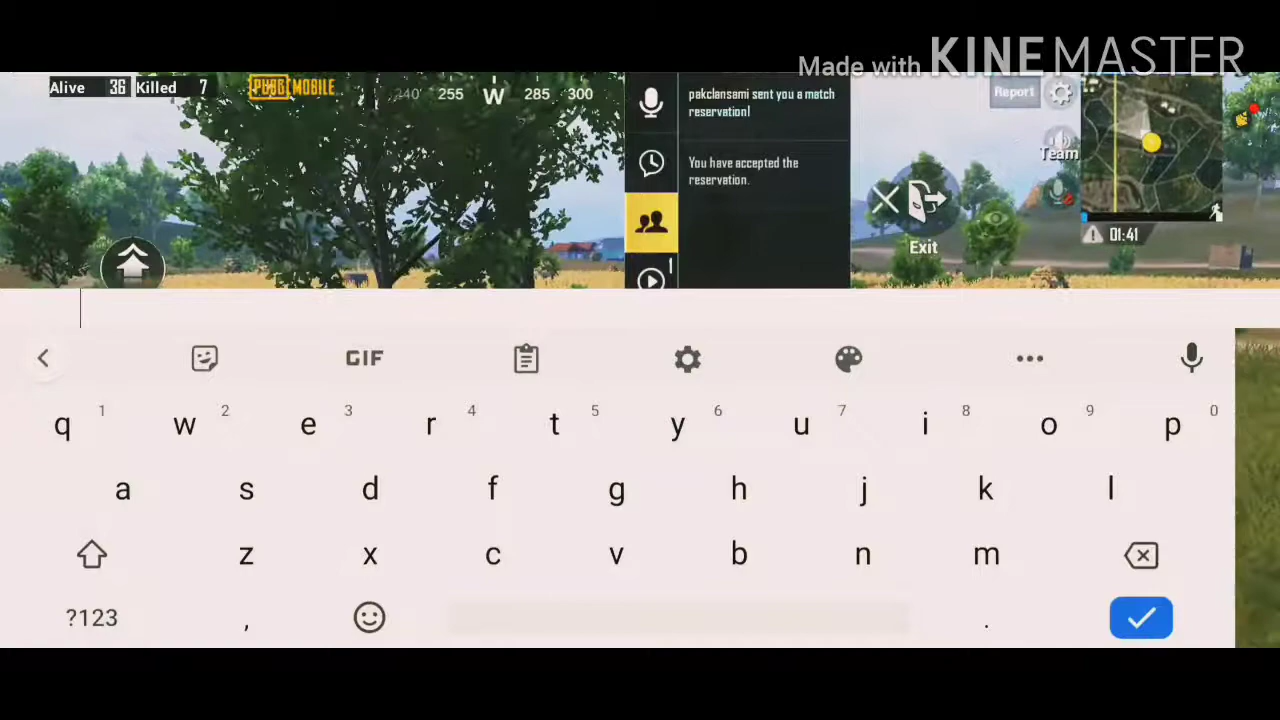 Made with KINEMASTER
Alive 36 Killed 7 PUBG MOBILE
240 255 W 285 300
pakclansami sent you a match
reservation!
You have accepted the
reservation.
1
Report
Team
Exit
01:41
GIF
1 2 3 4 5 6 7 8 9 0
q w e r t y u i o p
a s d f g h j k l
z x c v b n m
?123 , .